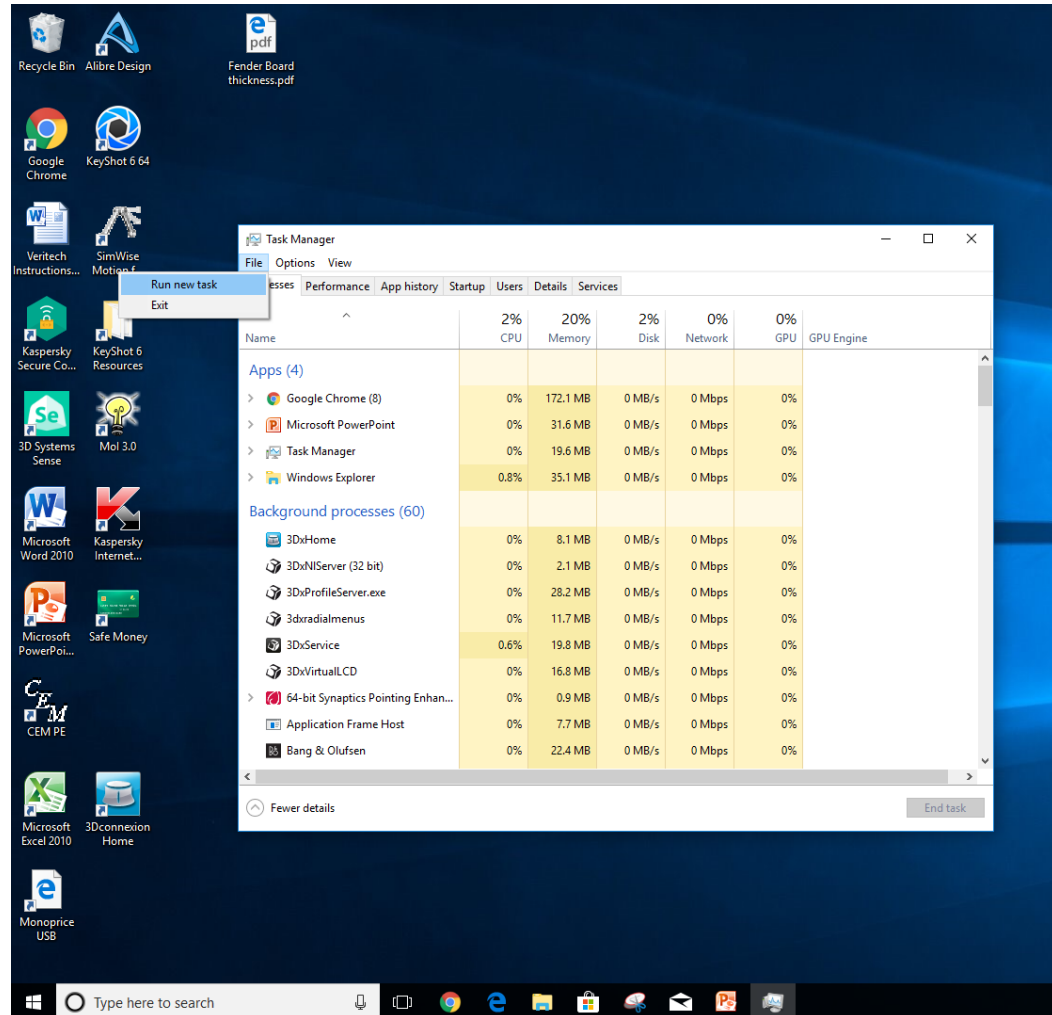 Recycle Bin
Alibre Design
pdf
Fender Board
thickness.pdf
Google
Chrome
KeyShot 6 64
W
Veritech
Instructions...
SimWise
Motion f
Kaspersky
Secure Co...
KeyShot 6
Resources
Se
3D Systems
Sense
MoI 3.0
W
Microsoft
Word 2010
Kaspersky
Internet...
P
Microsoft
PowerPoi...
Safe Money
CEM
CEM PE
X
Microsoft
Excel 2010
3Dconnexion
Home
Monoprice
USB
Task Manager
File Options View
Run new task
Exit
esses Performance App history Startup Users Details Services
2% 20% 2% 0% 0%
Name CPU Memory Disk Network GPU GPU Engine
Apps (4)
Google Chrome (8) 0% 172.1 MB 0 MB/s 0 Mbps 0%
Microsoft PowerPoint 0% 31.6 MB 0 MB/s 0 Mbps 0%
Task Manager 0% 19.6 MB 0 MB/s 0 Mbps 0%
Windows Explorer 0.8% 35.1 MB 0 MB/s 0 Mbps 0%
Background processes (60)
3DxHome 0% 8.1 MB 0 MB/s 0 Mbps 0%
3DxNlServer (32 bit) 0% 2.1 MB 0 MB/s 0 Mbps 0%
3DxProfileServer.exe 0% 28.2 MB 0 MB/s 0 Mbps 0%
3dxradialmenus 0% 11.7 MB 0 MB/s 0 Mbps 0%
3DxService 0.6% 19.8 MB 0 MB/s 0 Mbps 0%
3DxVirtualLCD 0% 16.8 MB 0 MB/s 0 Mbps 0%
64-bit Synaptics Pointing Enhan... 0% 0.9 MB 0 MB/s 0 Mbps 0%
Application Frame Host 0% 7.7 MB 0 MB/s 0 Mbps 0%
Bang & Olufsen 0% 22.4 MB 0 MB/s 0 Mbps 0%
Fewer details
End task
Type here to search